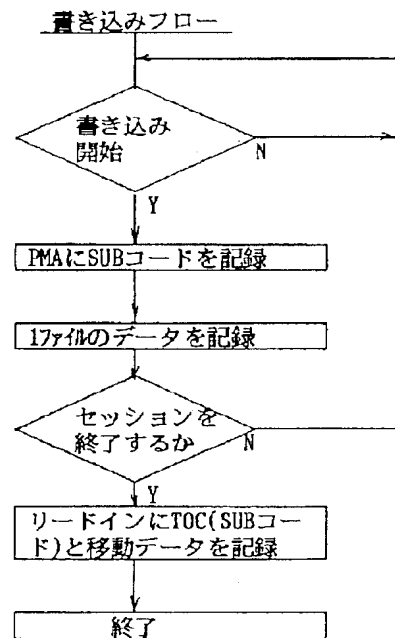 書き込みフロー
書き込み
開始
N
Y
PMAにSUBコードを記録
1ファイルのデータを記録
セッションを
終了するか
N
Y
リードインにTOC(SUBコー
ド)と移動データを記録
終了